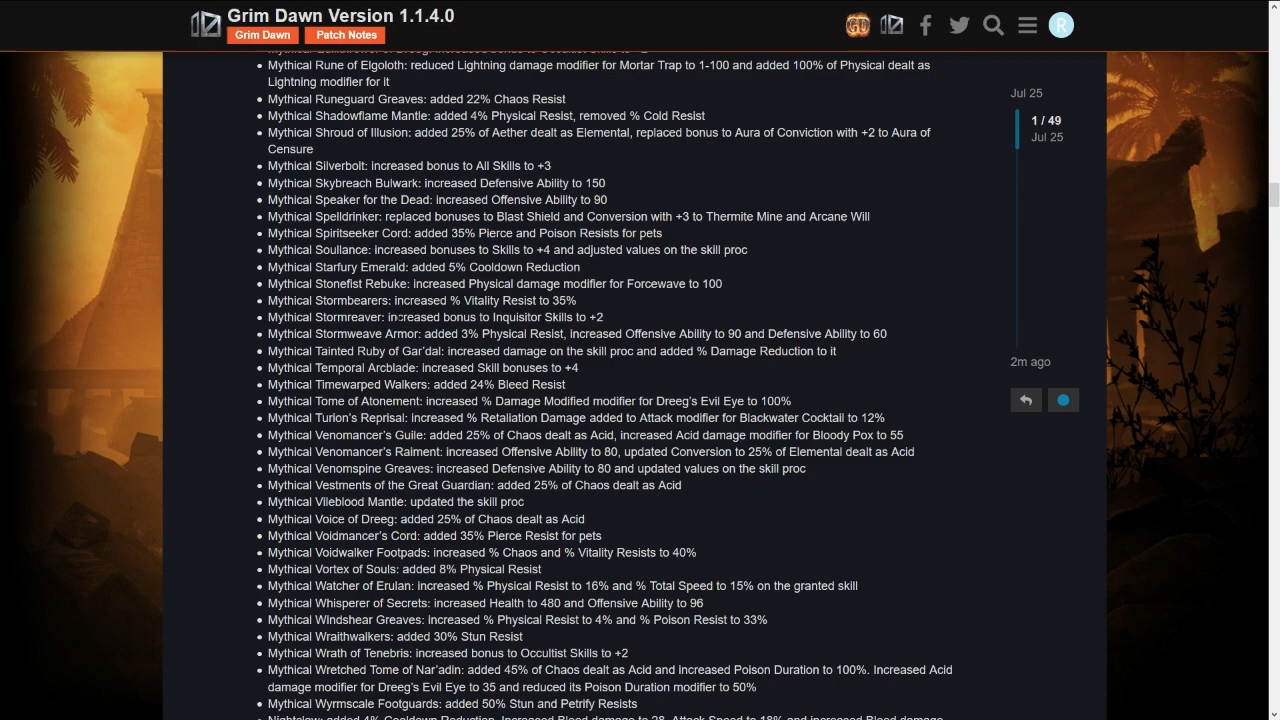 Grim Dawn Version 1.1.4.0
Grim Dawn Patch Notes
Mythical Rune of Elgoloth: reduced Lightning damage modifier for Mortar Trap to 1-100 and added 100% of Physical dealt as
Lightning modifier for it
Mythical Runeguard Greaves: added 22% Chaos Resist
Mythical Shadowflame Mantle: added 4% Physical Resist, removed % Cold Resist
Mythical Shroud of Illusion: added 25% of Aether dealt as Elemental, replaced bonus to Aura of Conviction with +2 to Aura of
Censure
Mythical Silverbolt: increased bonus to All Skills to +3
Mythical Skybreach Bulwark: increased Defensive Ability to 150
Mythical Speaker for the Dead: increased Offensive Ability to 90
Mythical Spelldrinker: replaced bonuses to Blast Shield and Conversion with +3 to Thermite Mine and Arcane Will
Mythical Spiritseeker Cord: added 35% Pierce and Poison Resists for pets
Mythical Soullance: increased bonuses to Skills to +4 and adjusted values on the skill proc
Mythical Starfury Emerald: added 5% Cooldown Reduction
Mythical Stonefist Rebuke: increased Physical damage modifier for Forcewave to 100
Mythical Stormbearers: increased % Vitality Resist to 35%
Mythical Stormreaver: increased bonus to Inquisitor Skills to +2
Mythical Stormweave Armor: added 3% Physical Resist, increased Offensive Ability to 90 and Defensive Ability to 60
Mythical Tainted Ruby of Gar’dal: increased damage on the skill proc and added % Damage Reduction to it
Mythical Temporal Arcblade: increased Skill bonuses to +4
Mythical Timewarped Walkers: added 24% Bleed Resist
Mythical Tome of Atonement: increased % Damage Modified modifier for Dreeg’s Evil Eye to 100%
Mythical Turion’s Reprisal: increased % Retaliation Damage added to Attack modifier for Blackwater Cocktail to 12%
Mythical Venomancer’s Guile: added 25% of Chaos dealt as Acid, increased Acid damage modifier for Bloody Pox to 55
Mythical Venomancer’s Raiment: increased Offensive Ability to 80, updated Conversion to 25% of Elemental dealt as Acid
Mythical Venomspine Greaves: increased Defensive Ability to 80 and updated values on the skill proc
Mythical Vestments of the Great Guardian: added 25% of Chaos dealt as Acid
Mythical Vileblood Mantle: updated the skill proc
Mythical Voice of Dreeg: added 25% of Chaos dealt as Acid
Mythical Voidmancer’s Cord: added 35% Pierce Resist for pets
Mythical Voidwalker Footpads: increased % Chaos and % Vitality Resists to 40%
Mythical Vortex of Souls: added 8% Physical Resist
Mythical Watcher of Erulan: increased % Physical Resist to 16% and % Total Speed to 15% on the granted skill
Mythical Whisperer of Secrets: increased Health to 480 and Offensive Ability to 96
Mythical Windshear Greaves: increased % Physical Resist to 4% and % Poison Resist to 33%
Mythical Wraithwalkers: added 30% Stun Resist
Mythical Wrath of Tenebris: increased bonus to Occultist Skills to +2
Mythical Wretched Tome of Nar’adin: added 45% of Chaos dealt as Acid and increased Poison Duration to 100%. Increased Acid
damage modifier for Dreeg’s Evil Eye to 35 and reduced its Poison Duration modifier to 50%
Mythical Wyrmscale Footguards: added 50% Stun and Petrify Resists
Jul 25
1 / 49
Jul 25
2m ago
R